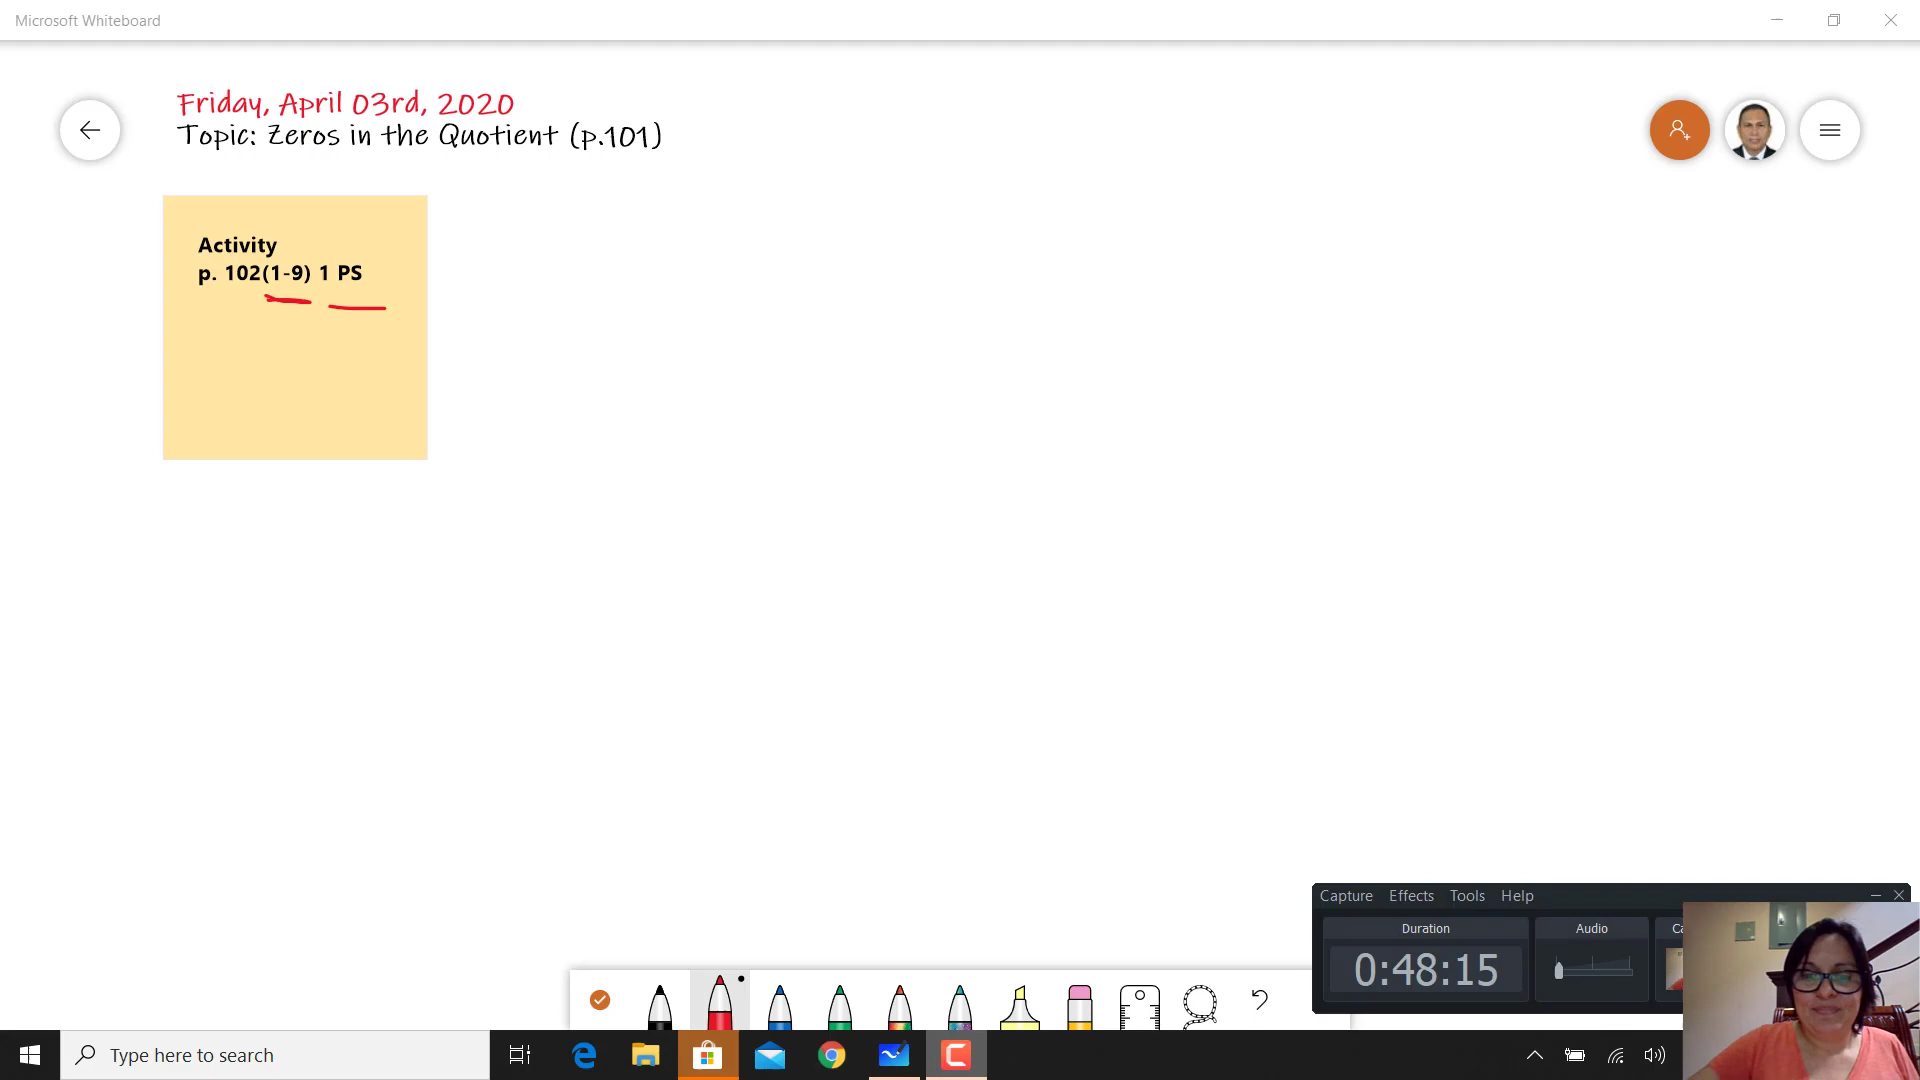 Microsoft Whiteboard
Friday, April 03rd, 2020
Topic: Zeros in the Quotient (p.101)
Activity
p. 102(1-9) 1 PS
Capture Effects Tools Help
Duration Audio
0:48:15
Type here to search